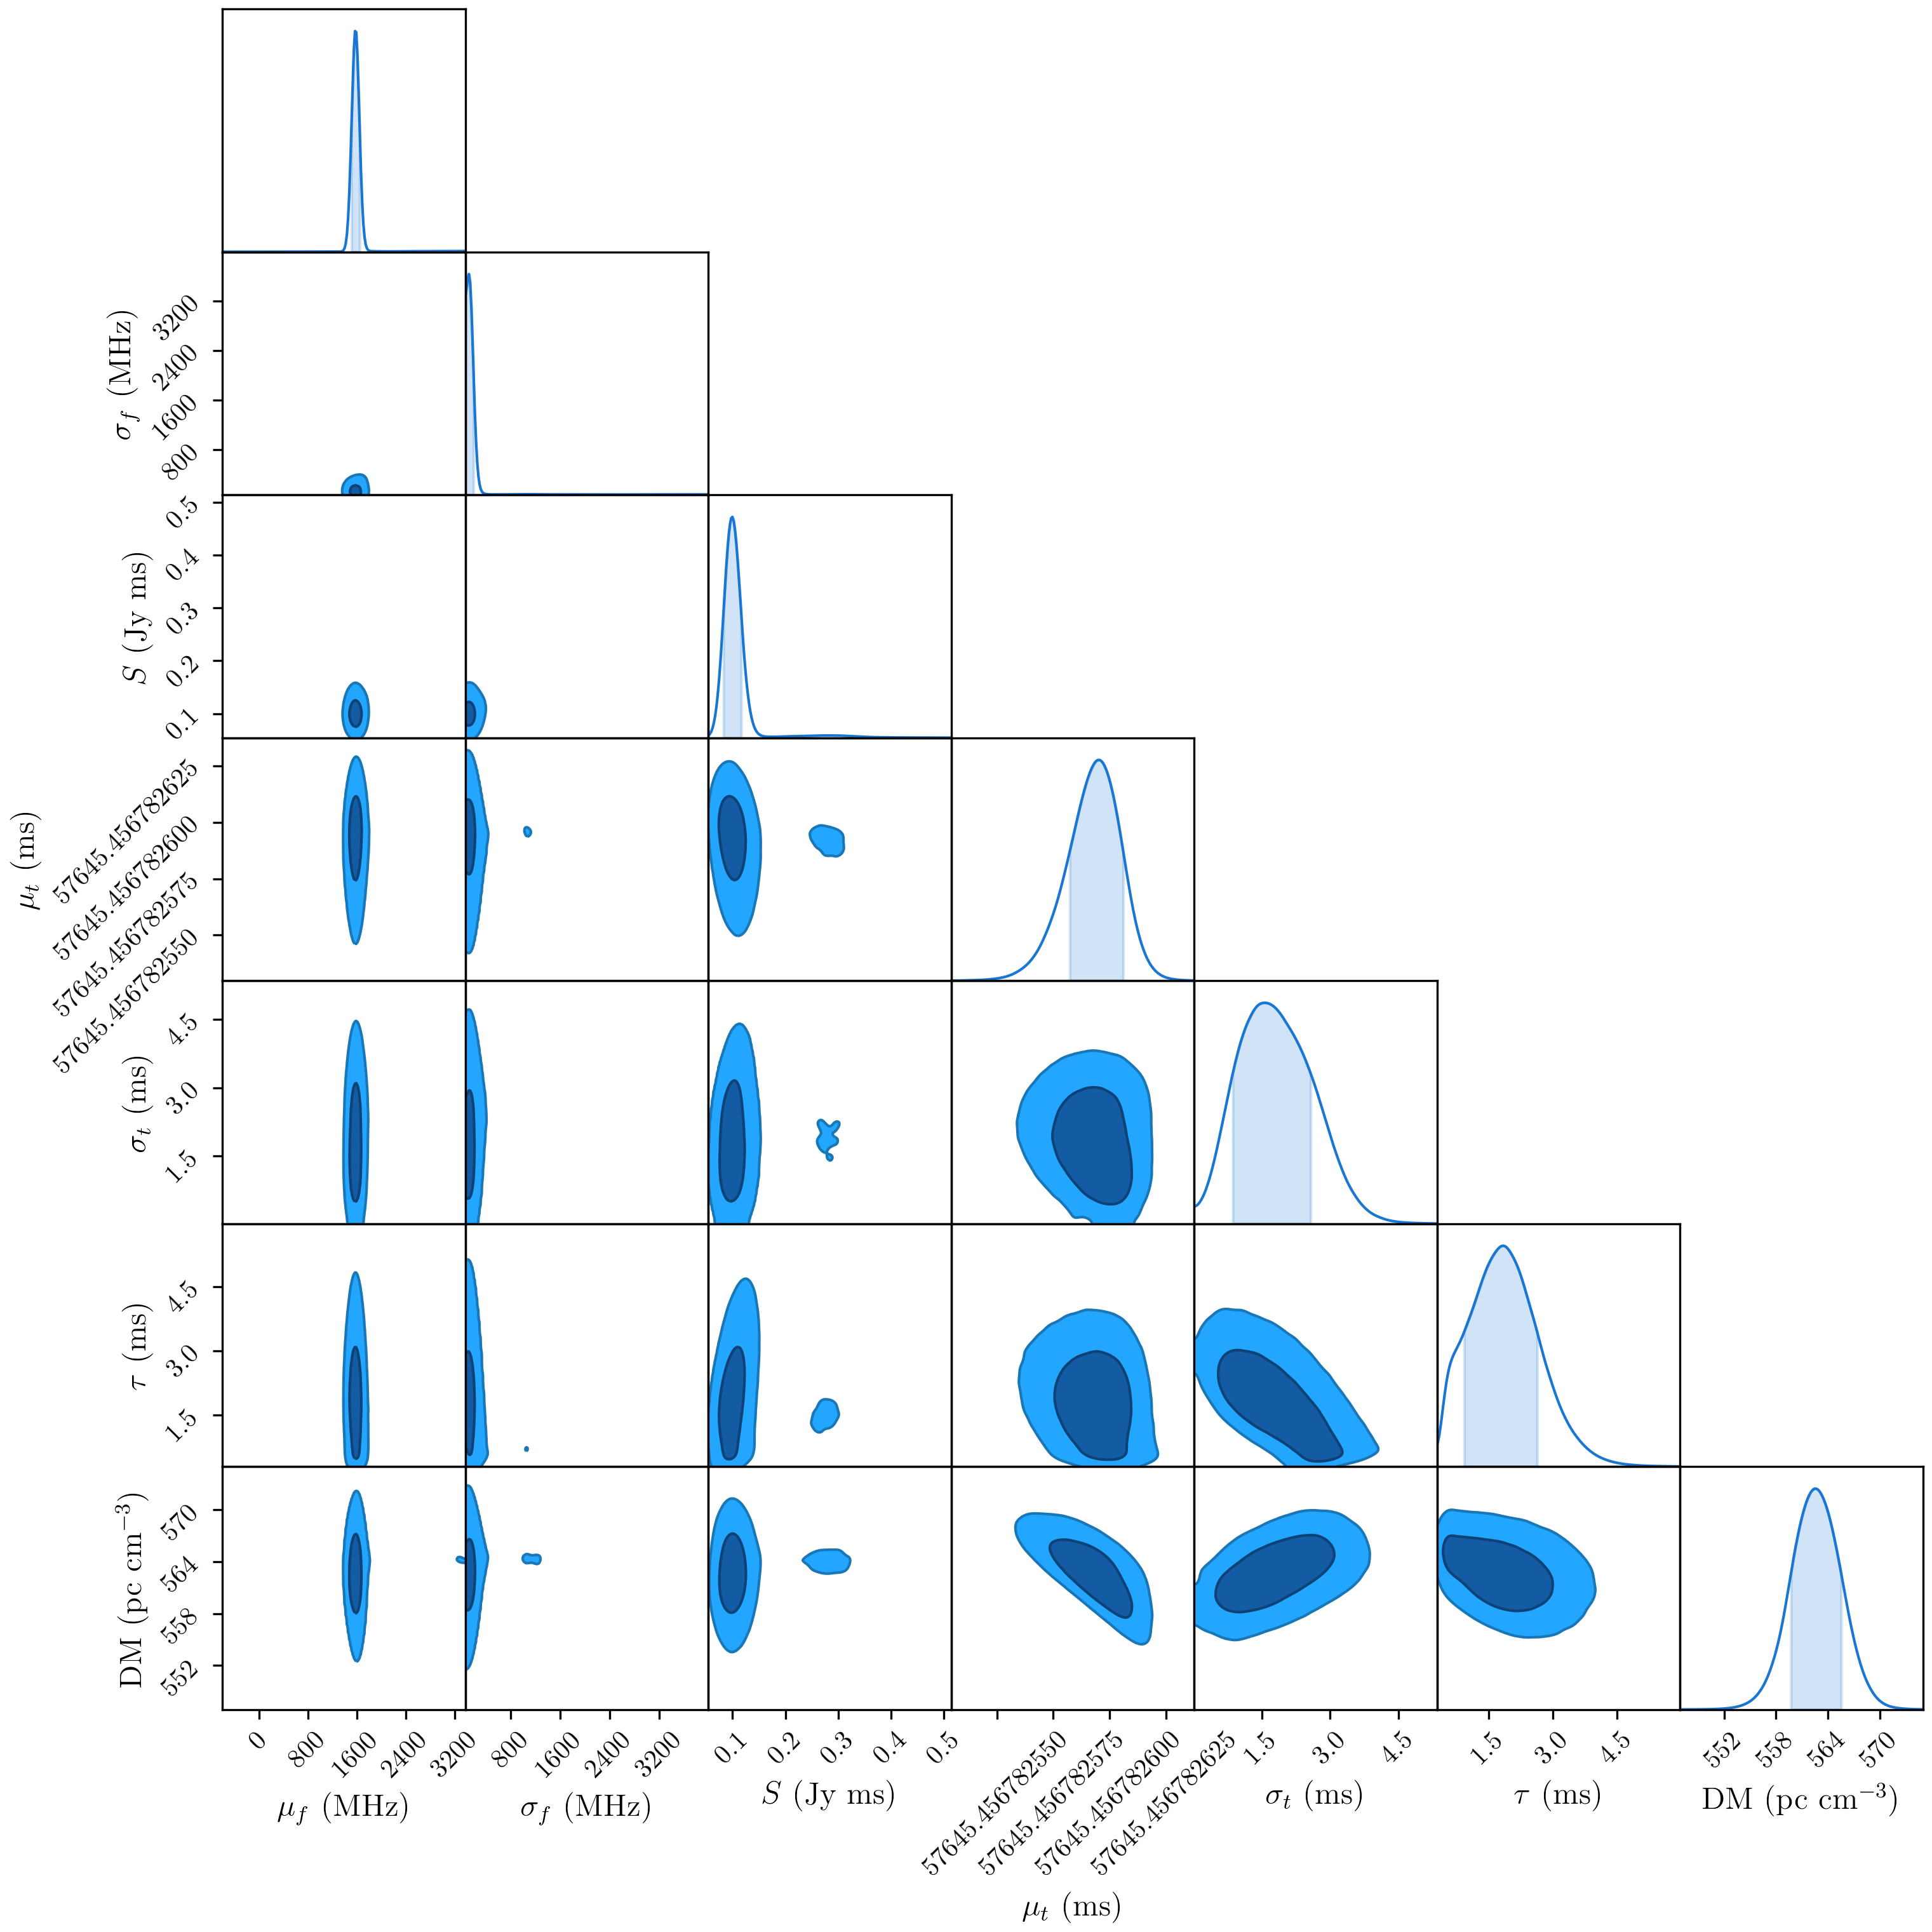 σ_f (MHz)
3200
2400
1600
800
S (Jy ms)
0.5
0.4
0.3
0.2
0.1
μ_t (ms)
57645.456782625
57645.456782600
57645.456782575
57645.456782550
σ_t (ms)
4.5
3.0
1.5
τ (ms)
4.5
3.0
1.5
DM (pc cm⁻³)
570
564
558
552
0 800 1600 2400 3200
μ_f (MHz)
800 1600 2400 3200
σ_f (MHz)
0.1 0.2 0.3 0.4 0.5
S (Jy ms)
57645.456782550 57645.456782575 57645.456782600 57645.456782625
μ_t (ms)
1.5 3.0 4.5
σ_t (ms)
1.5 3.0 4.5
τ (ms)
552 558 564 570
DM (pc cm⁻³)